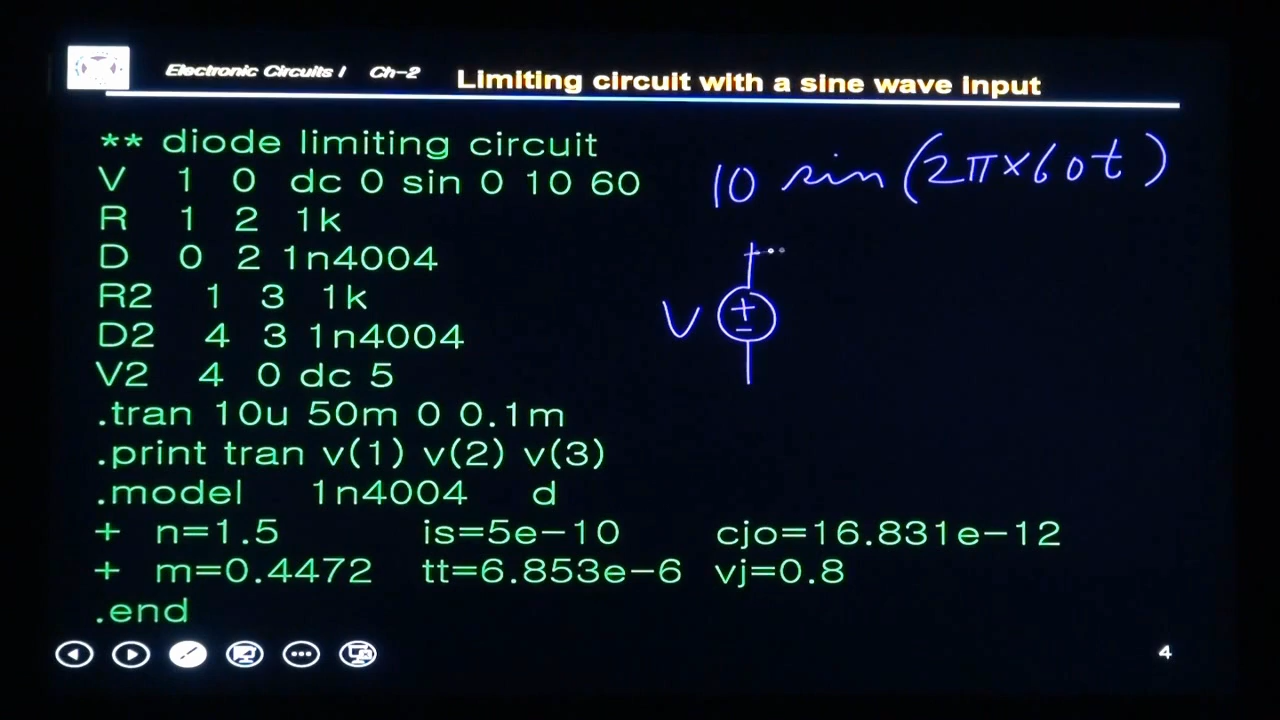 Electronic Circuits I Ch-2
Limiting circuit with a sine wave input
** diode limiting circuit
V 1 0 dc 0 sin 0 10 60
10 sin(2π×60t)
R 1 2 1k
D 0 2 1n4004
R2 1 3 1k
V + -
D2 4 3 1n4004
V2 4 0 dc 5
.tran 10u 50m 0 0.1m
.print tran v(1) v(2) v(3)
.model 1n4004 d
+ n=1.5 is=5e-10 cjo=16.831e-12
+ m=0.4472 tt=6.853e-6 vj=0.8
.end
4